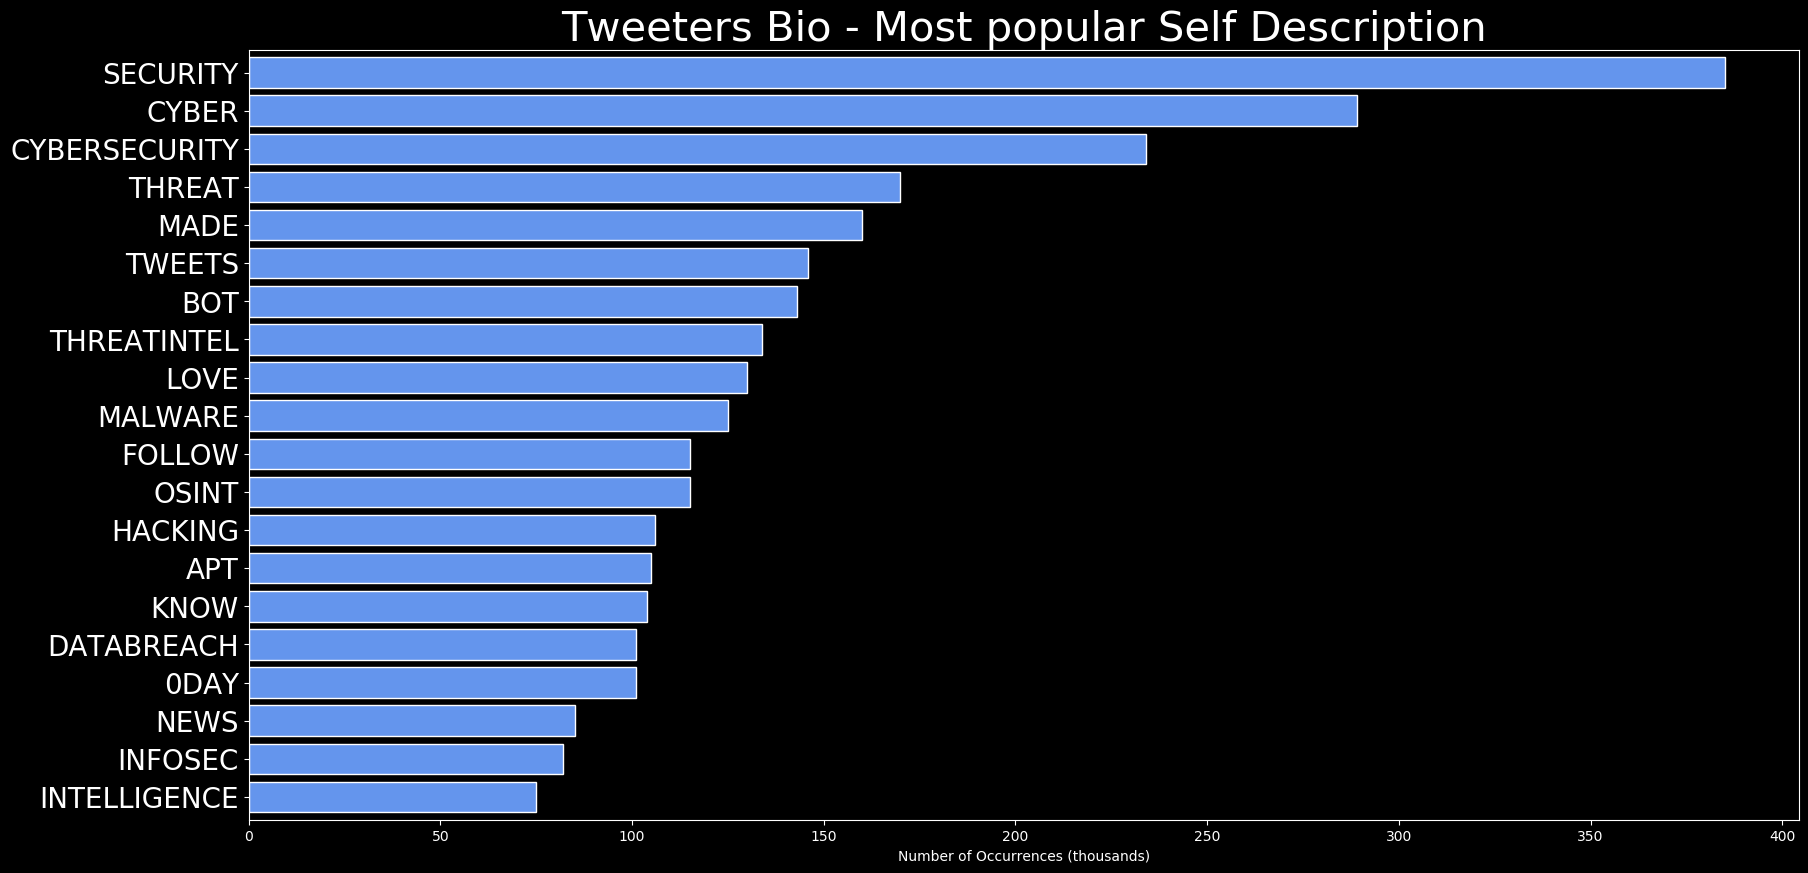 Tweeters Bio - Most popular Self Description
SECURITY
CYBER
CYBERSECURITY
THREAT
MADE
TWEETS
BOT
THREATINTEL
LOVE
MALWARE
FOLLOW
OSINT
HACKING
APT
KNOW
DATABREACH
0DAY
NEWS
INFOSEC
INTELLIGENCE
0 50 100 150 200 250 300 350 400
Number of Occurrences (thousands)